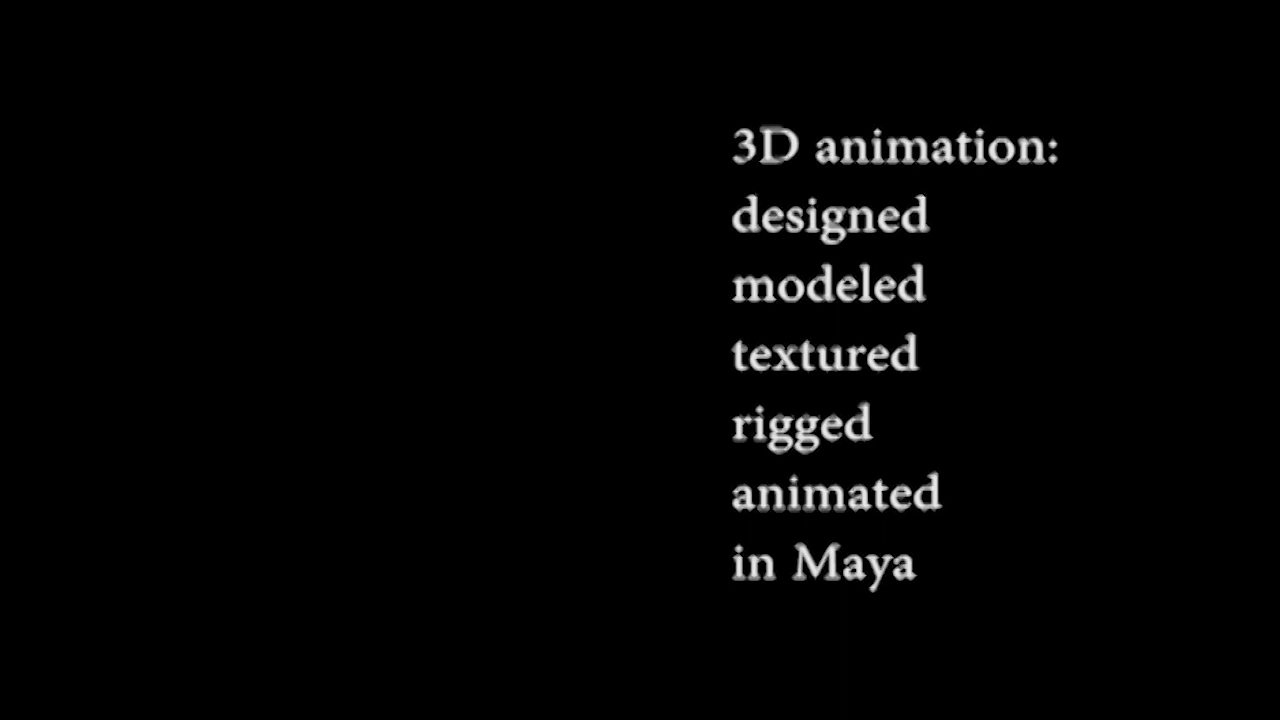 3D animation:
designed
modeled
textured
rigged
animated
in Maya